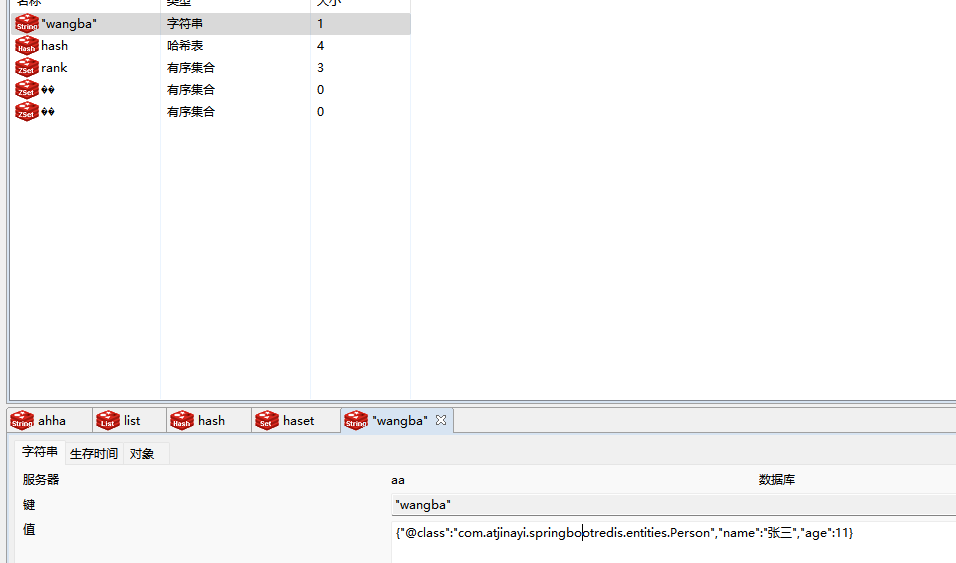 名称 类型 大小
String "wangba" 字符串 1
Hash hash 哈希表 4
ZSet rank 有序集合 3
ZSet �� 有序集合 0
ZSet �� 有序集合 0
String ahha List list Hash hash Set haset String "wangba"
字符串 生存时间 对象
服务器 aa 数据库
键 "wangba"
值 {"@class":"com.atjinayi.springbootredis.entities.Person","name":"张三","age":11}